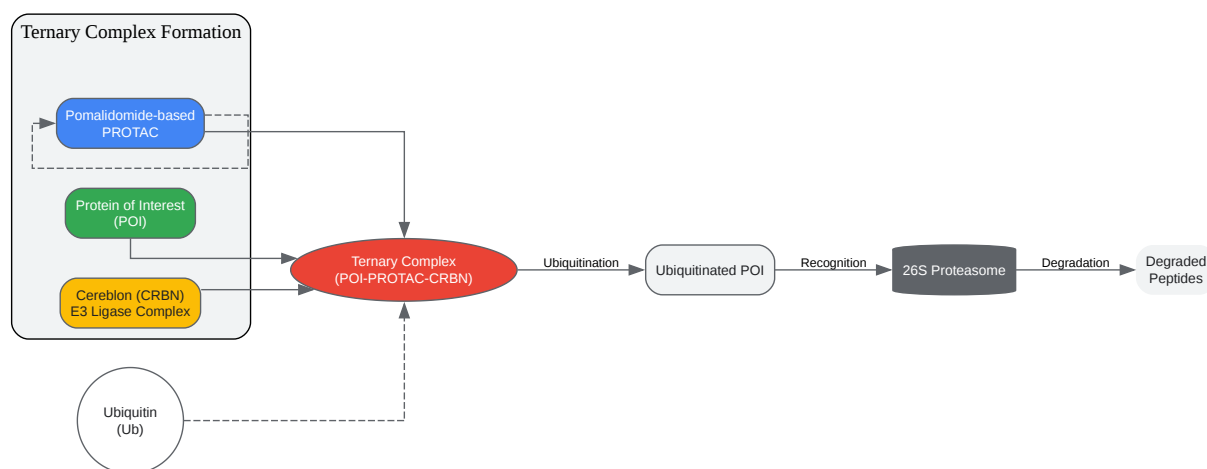 Ternary Complex Formation
Pomalidomide-based
PROTAC
Protein of Interest
(POI)
Cereblon (CRBN)
E3 Ligase Complex
Ubiquitin
(Ub)
Ternary Complex
(POI-PROTAC-CRBN)
Ubiquitination
Ubiquitinated POI
Recognition
26S Proteasome
Degradation
Degraded
Peptides